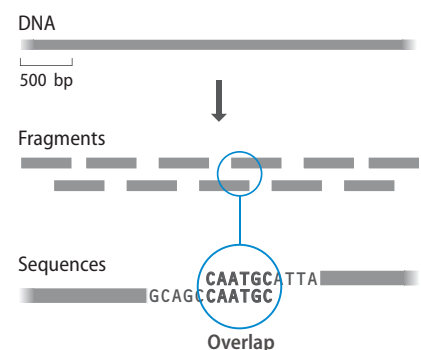 DNA
500 bp
Fragments
Sequences
CAATGCATTA
GCAGCCAATGC
Overlap